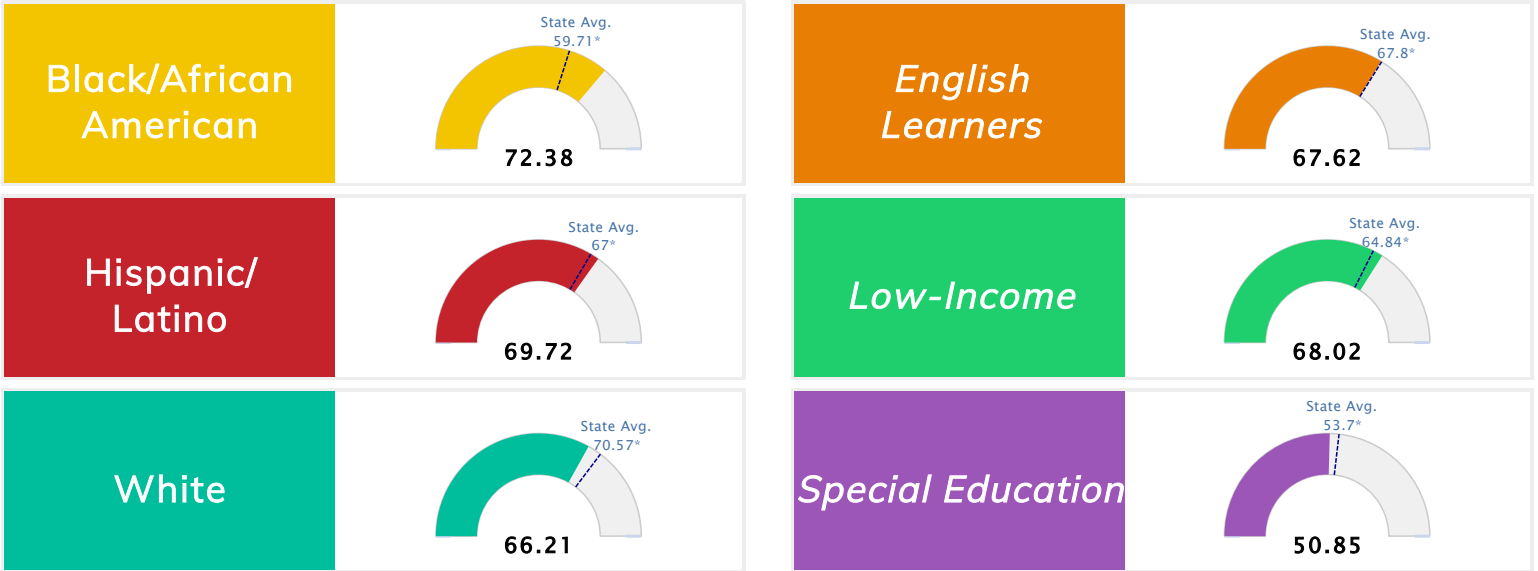 Black/African
American
State Avg.
59.71*
72.38
English
Learners
State Avg.
67.8*
67.62
Hispanic/
Latino
State Avg.
67*
69.72
Low-Income
State Avg.
64.84*
68.02
White
State Avg.
70.57*
66.21
Special Education
State Avg.
53.7*
50.85